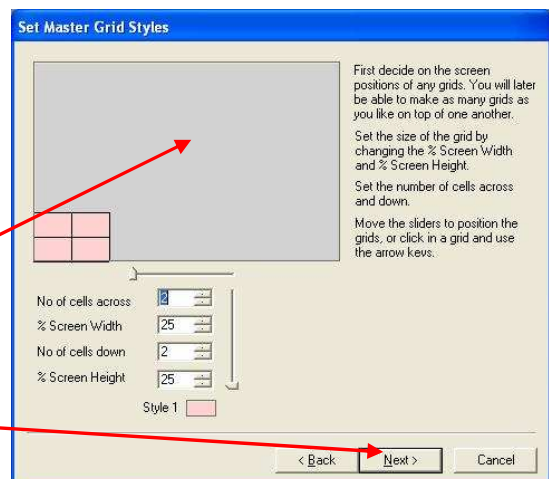 Set Master Grid Styles
First decide on the screen
positions of any grids. You will later
be able to make as many grids as
you like on top of one another.
Set the size of the grid by
changing the % Screen Width
and % Screen Height.
Set the number of cells across
and down.
Move the sliders to position the
grids, or click in a grid and use
the arrow keys.
No of cells across 2
% Screen Width 25
No of cells down 2
% Screen Height 25
Style 1
< Back Next > Cancel